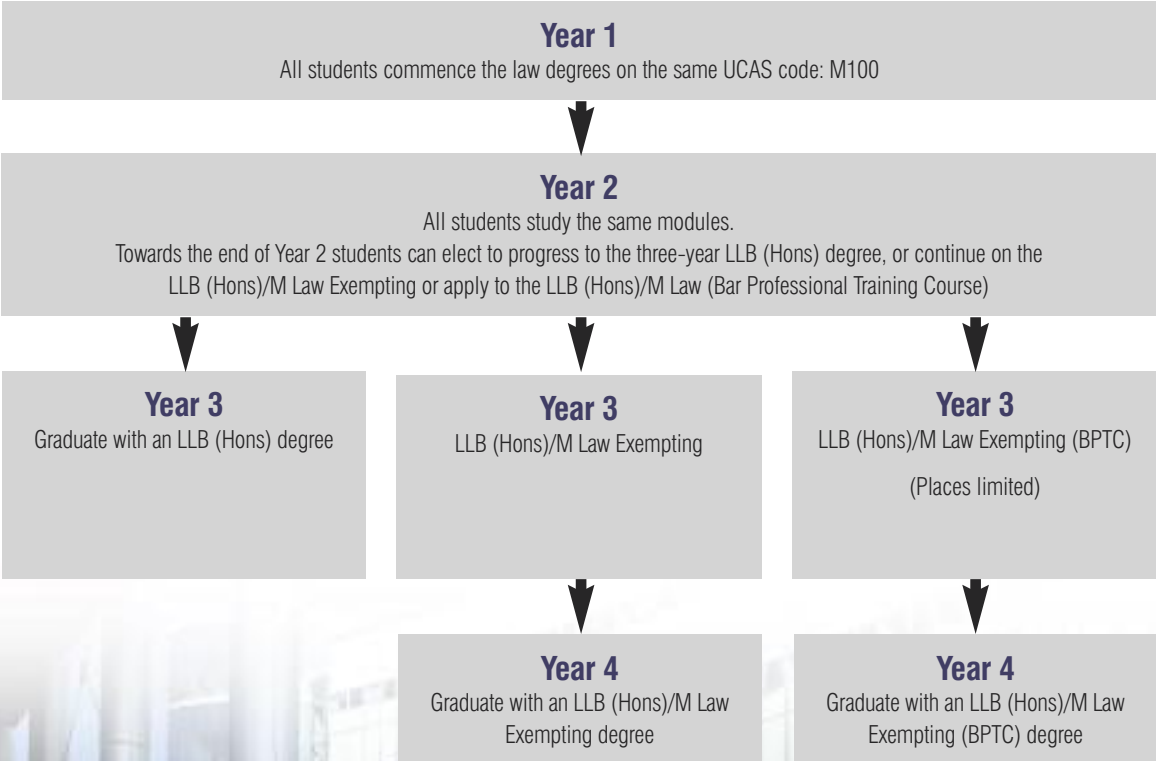 Year 1
All students commence the law degrees on the same UCAS code: M100
Year 2
All students study the same modules.
Towards the end of Year 2 students can elect to progress to the three-year LLB (Hons) degree, or continue on the
LLB (Hons)/M Law Exempting or apply to the LLB (Hons)/M Law (Bar Professional Training Course)
Year 3
Graduate with an LLB (Hons) degree
Year 3
LLB (Hons)/M Law Exempting
Year 3
LLB (Hons)/M Law Exempting (BPTC)
(Places limited)
Year 4
Graduate with an LLB (Hons)/M Law
Exempting degree
Year 4
Graduate with an LLB (Hons)/M Law
Exempting (BPTC) degree